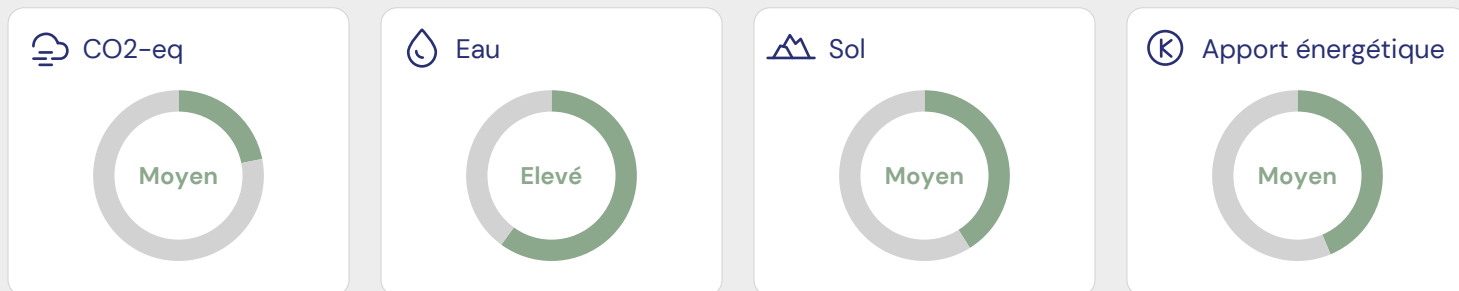 CO2-eq
Moyen
Eau
Elevé
Sol
Moyen
Apport énergétique
Moyen